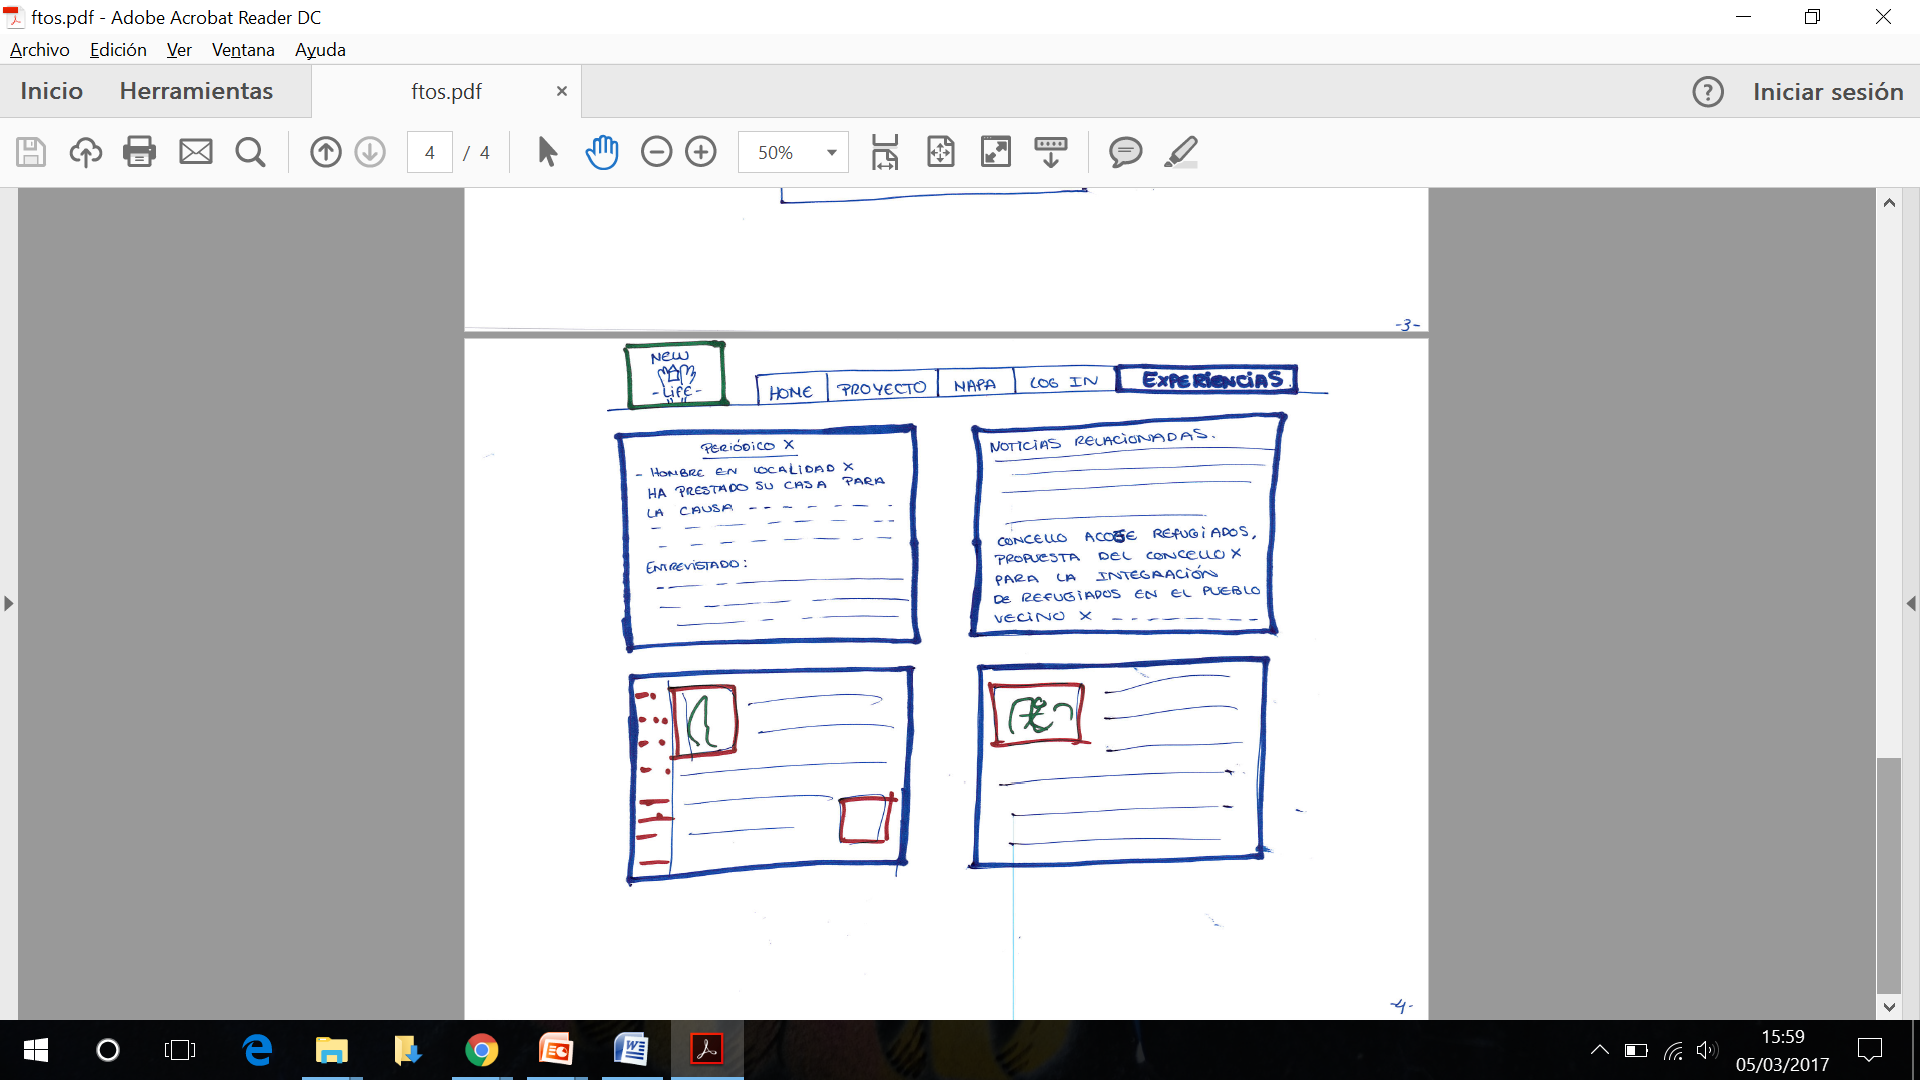 ftos.pdf - Adobe Acrobat Reader DC
Archivo Edición Ver Ventana Ayuda
Inicio Herramientas ftos.pdf × ? Iniciar sesión
4 / 4 50%
-3-
NEW
-LIFE-
HOME PROYECTO MAPA LOG IN EXPERIENCIAS
PERIÓDICO X
- HOMBRE EN LOCALIDAD X
HA PRESTADO SU CASA PARA
LA CAUSA
ENTREVISTADO:
NOTICIAS RELACIONADAS.
CONCELLO ACOGE REFUGIADOS,
PROPUESTA DEL CONCELLO X
PARA LA INTEGRACIÓN
DE REFUGIADOS EN EL PUEBLO
VECINO X
-4-
15:59
05/03/2017